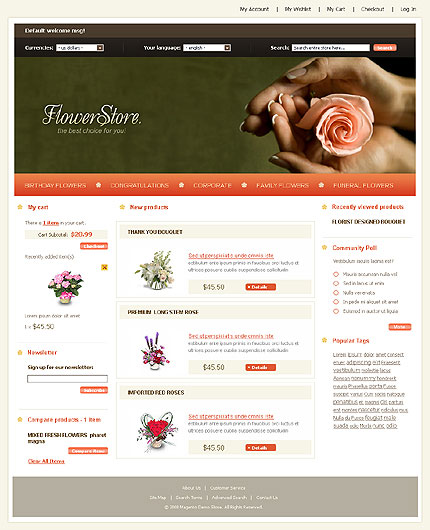 My Account | My Wishlist | My Cart | Checkout | Log In
Default welcome msg!
Currencies: - us dollars - Your language: - english - Search: Search entire store here... Search
FlowerStore.
the best choice for you!
BIRTHDAY FLOWERS CONGRATULATIONS CORPORATE FAMILY FLOWERS FUNERAL FLOWERS
My cart
There is 1 item in your cart.
Cart Subtotal: $20.99
Checkout
Recently added item(s)
Lorem ipsum dolor sit amet
1 x $45.50
Newsletter
Sign up for our newsletters
Subscribe
Compare products - 1 item
MIXED FRESH FLOWERS pharet
magna
Compare Items
Clear All Items
New products
THANK YOU BOUQUET
Sed ut perspiciatis unde omnis iste
$45.50 Details
PREMIUM LONG STEM ROSE
Sed ut perspiciatis unde omnis iste
$45.50 Details
IMPORTED RED ROSES
Sed ut perspiciatis unde omnis iste
$45.50 Details
Recently viewed products
FLORIST DESIGNED BOUQUET
Community Poll
Vestibulum iaculis lacinia est?
Mauris accumsan nulla vel
Sed in lacus ut enim
Nulla venenatis
In pede mi aliquet sit amet
Euismod in auctor ut ligula
Vote
Popular Tags
Lorem ipsum dolor amet consect
About Us | Customer Service
Site Map | Search Terms | Advanced Search | Contact Us
© 2008 Magento Demo Store. All Rights Reserved.